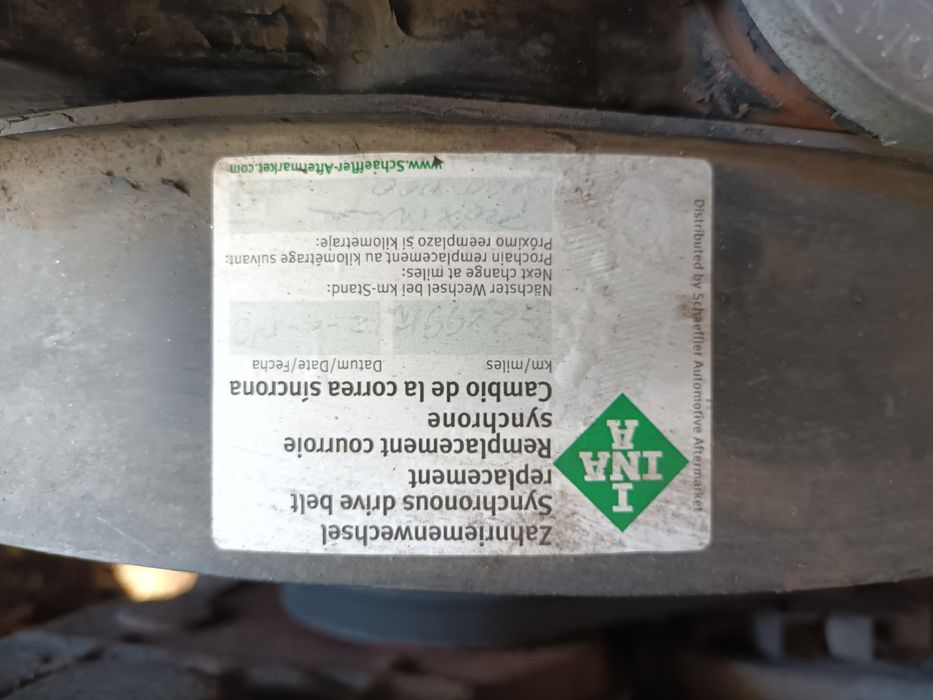 Zahnriemenwechsel
Synchronous drive belt
replacement
Remplacement courroie
synchrone
Cambio de la correa síncrona
km/miles Datum/Date/Fecha
Nächster Wechsel bei km-Stand:
Next change at miles:
Prochain remplacement au kilométrage suivant:
Próximo reemplazo si kilometraje:
www.Schaeffler-Aftermarket.com
I
INA
A
Distributed by Schaeffler Automotive Aftermarket